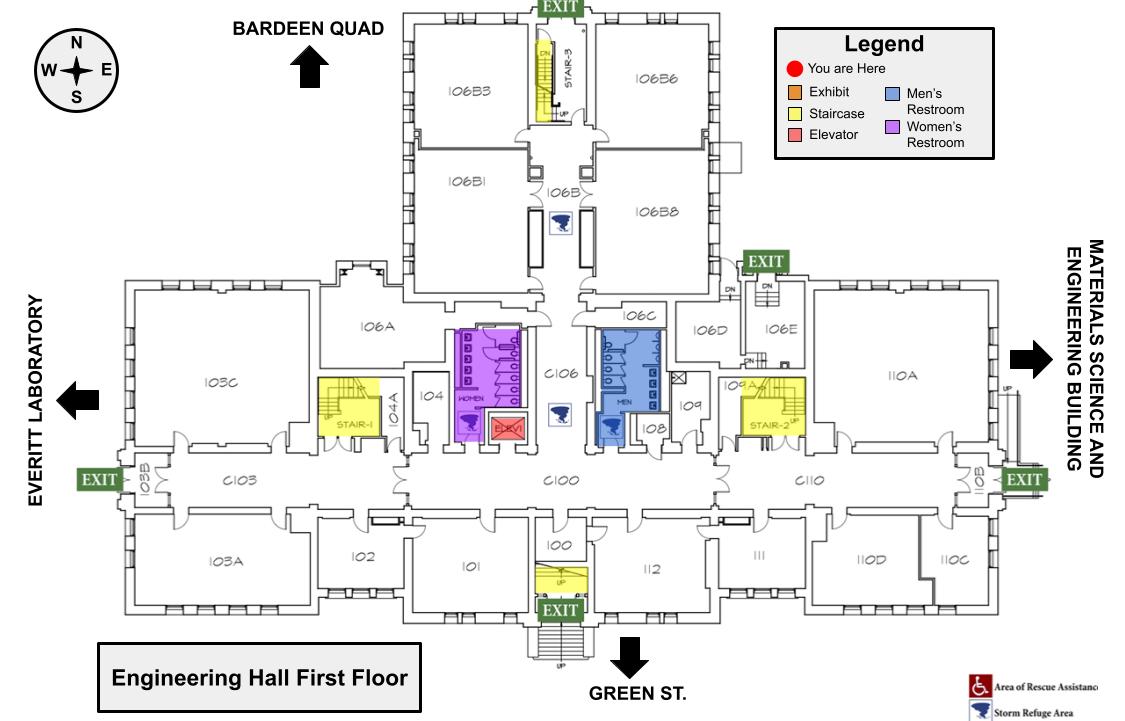 EXIT
BARDEEN QUAD
N
W E
S
Legend
You are Here
Exhibit
Staircase
Elevator
Men's
Restroom
Women's
Restroom
DN
STAIR-3
UP
106B3
106B6
106B1
106B
106B8
EXIT
DN
DN
106A
106C
106D
106E
DN
103C
WOMEN
104
104A
UP
STAIR-1
ELEV1
C106
MEN
108
109
109A
UP
STAIR-2
110A
UP
EVERITT LABORATORY
MATERIALS SCIENCE AND
ENGINEERING BUILDING
EXIT
103B
C103
C100
C110
110B
EXIT
103A
102
101
100
112
111
110D
110C
UP
EXIT
UP
GREEN ST.
Engineering Hall First Floor
Area of Rescue Assistanc
Storm Refuge Area